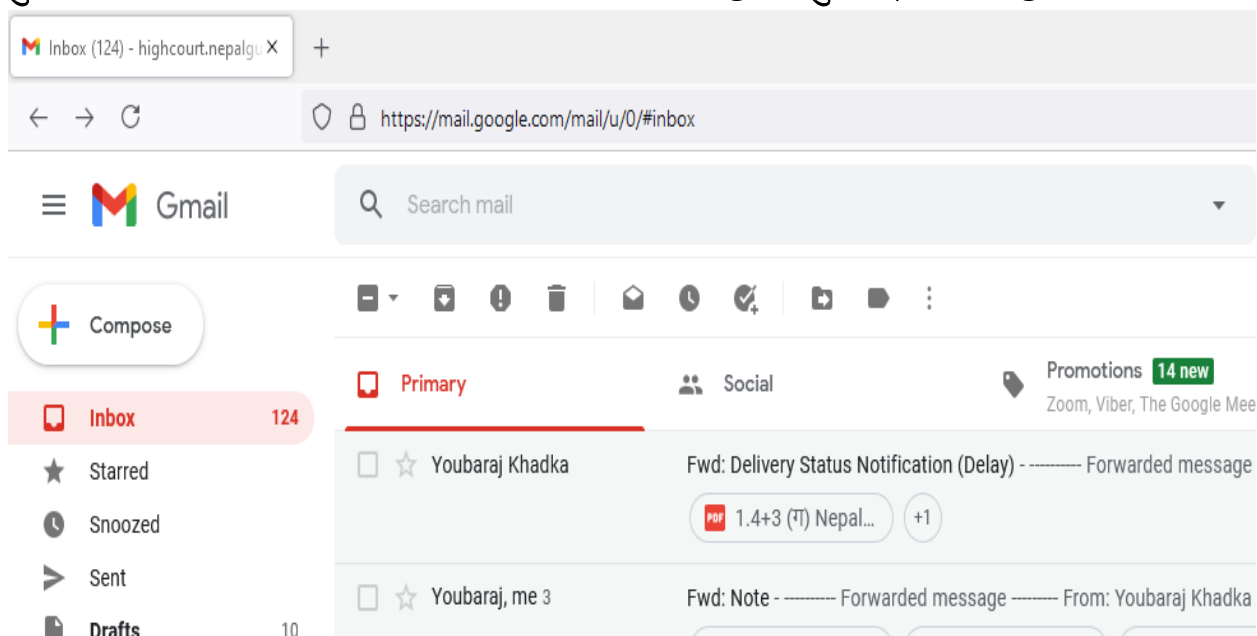 Inbox (124) - highcourt.nepalgu
https://mail.google.com/mail/u/0/#inbox
Gmail
Search mail
Compose
Primary
Social
Promotions 14 new
Zoom, Viber, The Google Mee
Inbox 124
Starred
Snoozed
Sent
Drafts 10
Youbaraj Khadka Fwd: Delivery Status Notification (Delay) - ---------- Forwarded message
PDF 1.4+3 (ग) Nepal... +1
Youbaraj, me 3 Fwd: Note - ---------- Forwarded message --------- From: Youbaraj Khadka